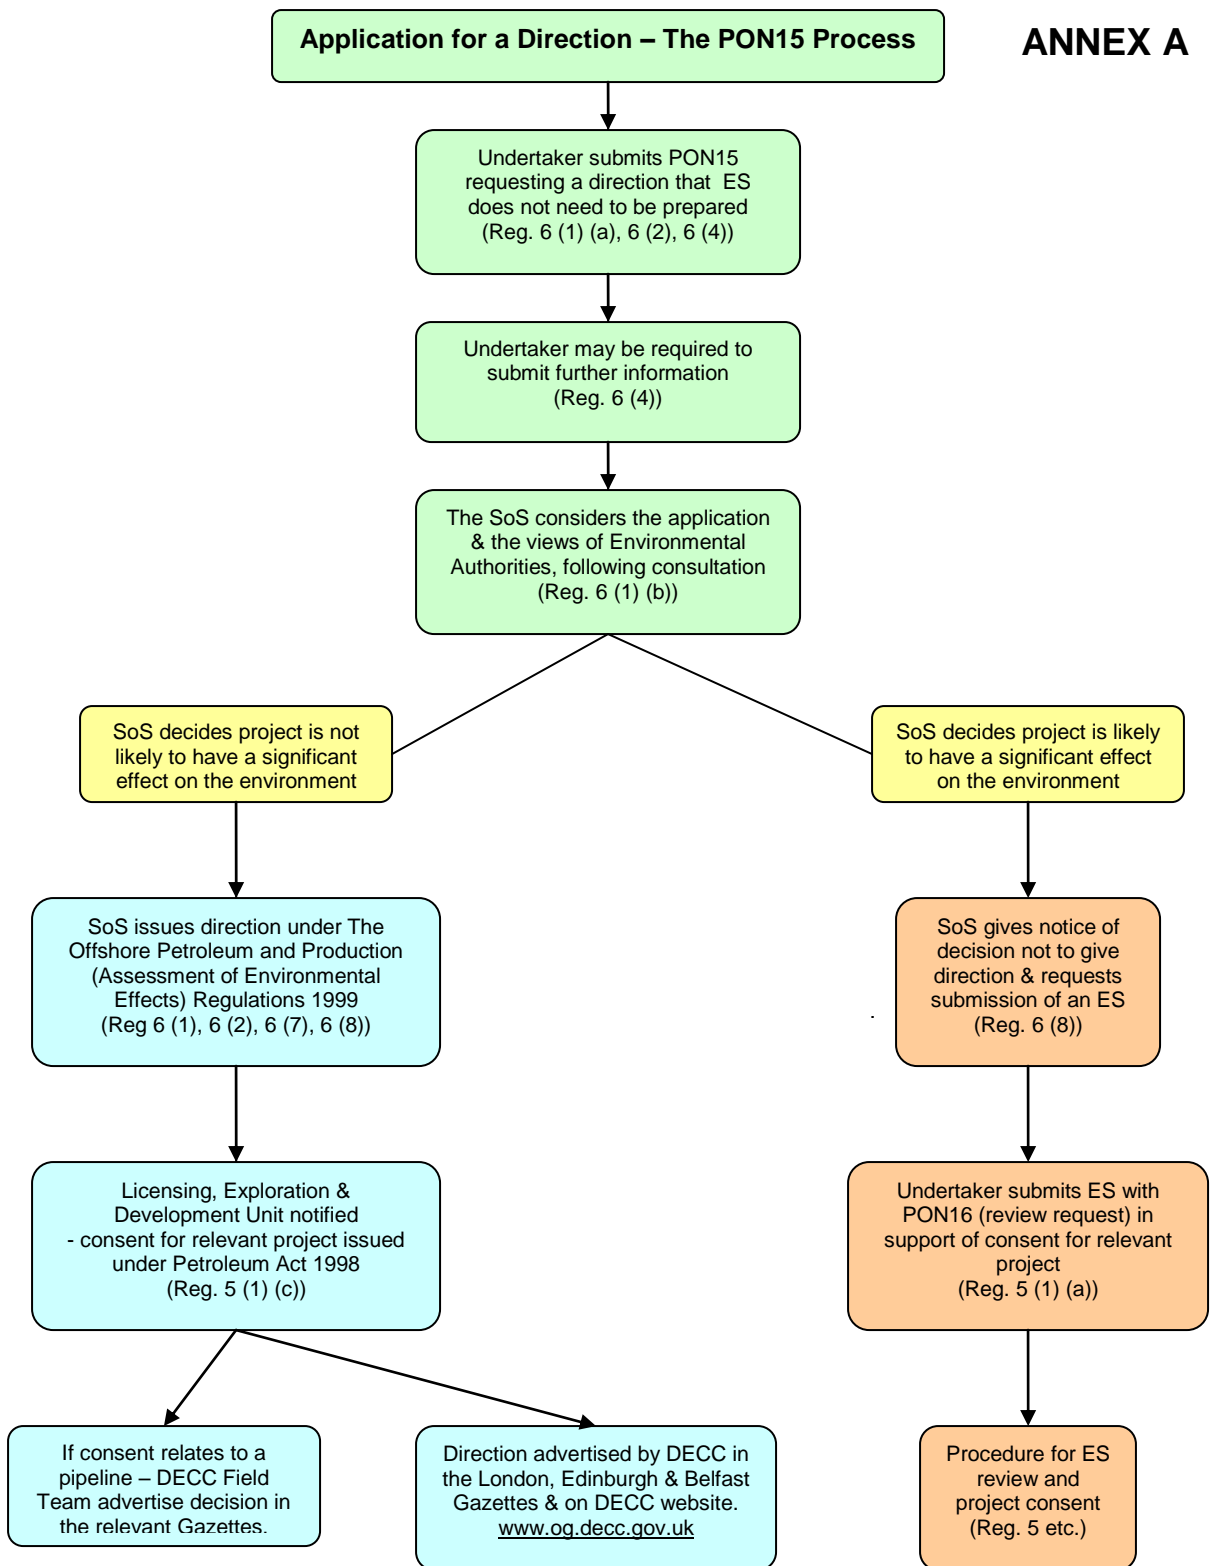 Application for a Direction – The PON15 Process
ANNEX A
Undertaker submits PON15
requesting a direction that ES
does not need to be prepared
(Reg. 6 (1) (a), 6 (2), 6 (4))
Undertaker may be required to
submit further information
(Reg. 6 (4))
The SoS considers the application
& the views of Environmental
Authorities, following consultation
(Reg. 6 (1) (b))
SoS decides project is not
likely to have a significant
effect on the environment
SoS decides project is likely
to have a significant effect
on the environment
SoS issues direction under The
Offshore Petroleum and Production
(Assessment of Environmental
Effects) Regulations 1999
(Reg 6 (1), 6 (2), 6 (7), 6 (8))
SoS gives notice of
decision not to give
direction & requests
submission of an ES
(Reg. 6 (8))
Licensing, Exploration &
Development Unit notified
- consent for relevant project issued
under Petroleum Act 1998
(Reg. 5 (1) (c))
Undertaker submits ES with
PON16 (review request) in
support of consent for relevant
project
(Reg. 5 (1) (a))
If consent relates to a
pipeline – DECC Field
Team advertise decision in
the relevant Gazettes.
Direction advertised by DECC in
the London, Edinburgh & Belfast
Gazettes & on DECC website.
www.og.decc.gov.uk
Procedure for ES
review and
project consent
(Reg. 5 etc.)